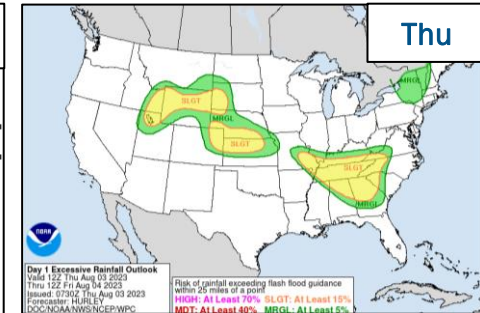 Thu
MRGL
SLGT
MRGL
SLGT
SLGT
MRGL
NOAA
Day 1 Excessive Rainfall Outlook
Valid 12Z Thu Aug 03 2023
Thru 12Z Fri Aug 04 2023
Issued: 0730Z Thu Aug 03 2023
Forecaster: HURLEY
DOC/NOAA/NWS/NCEP/WPC
Risk of rainfall exceeding flash flood guidance
within 25 miles of a point
HIGH: At Least 70% SLGT: At Least 15%
MDT: At Least 40% MRGL: At Least 5%